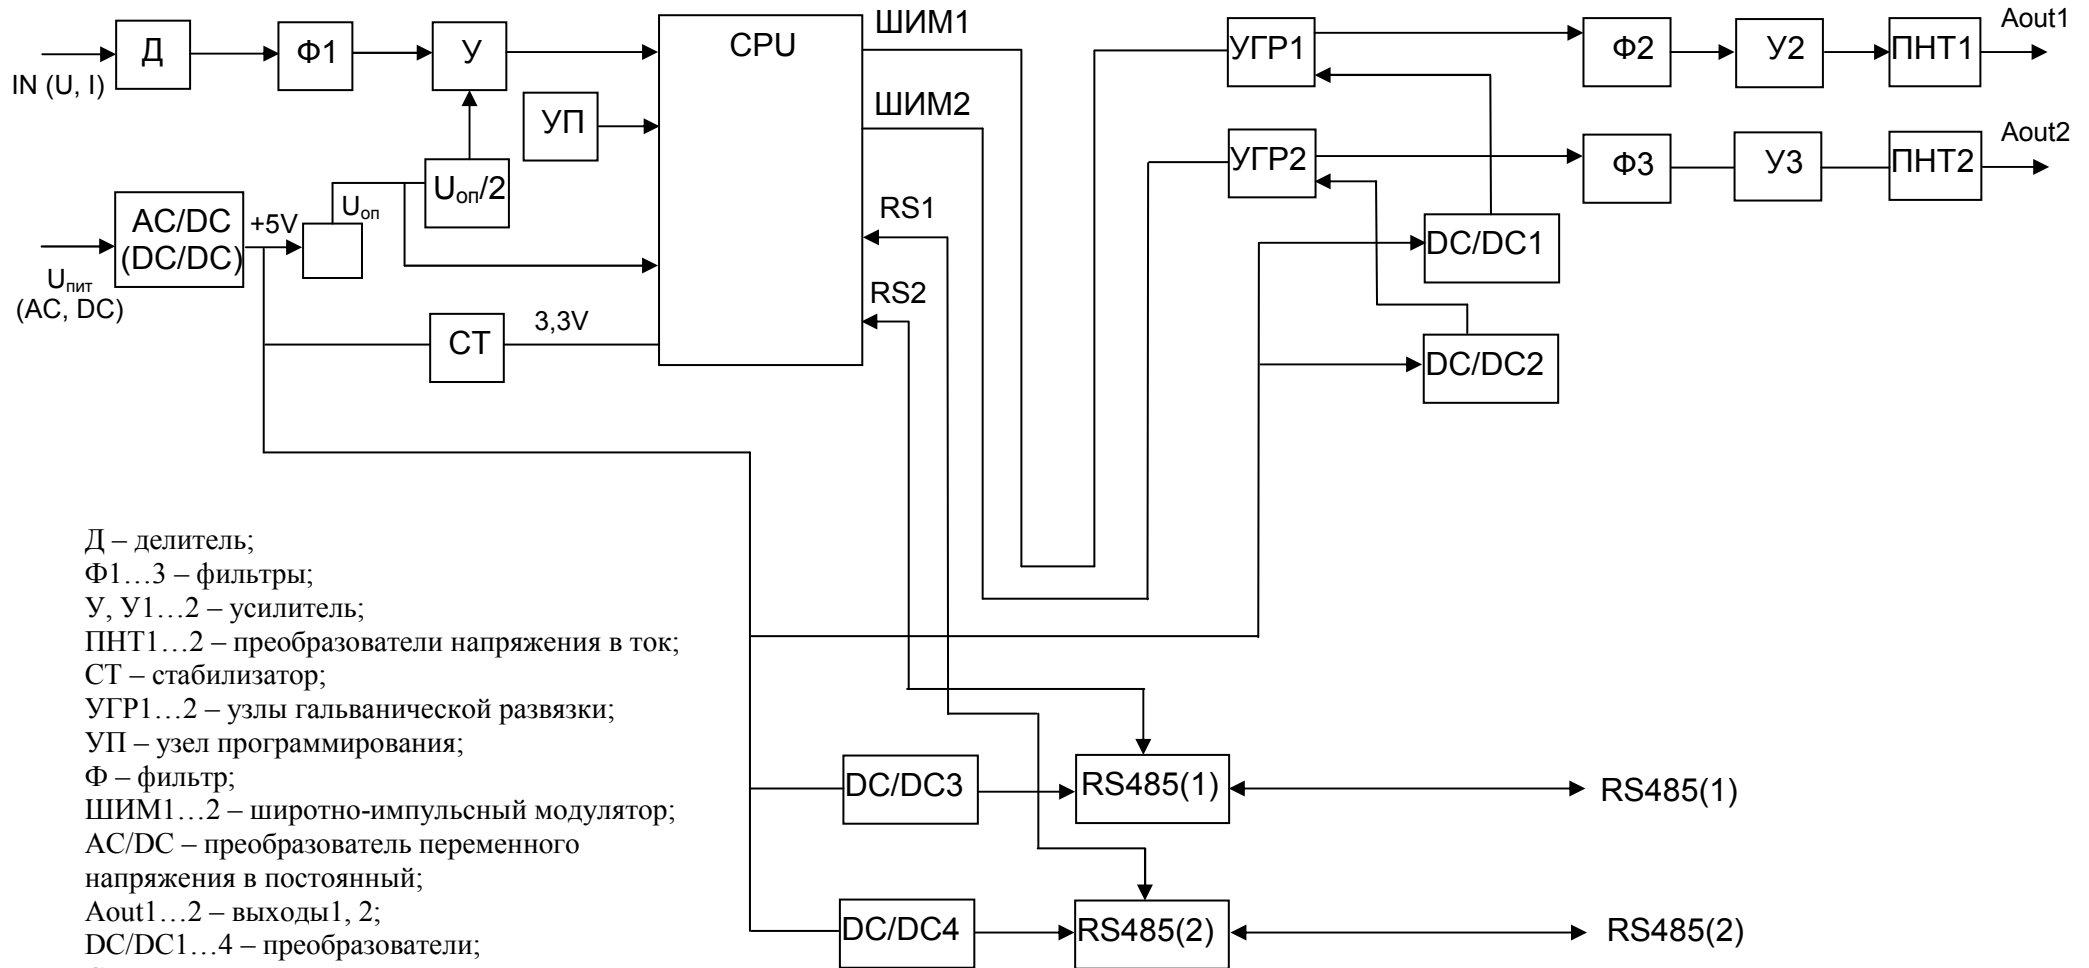 ШИМ1
Aout1
Д
Ф1
У
CPU
УГР1
Ф2
У2
ПНТ1
IN (U, I)
ШИМ2
УП
Aout2
УГР2
Ф3
У3
ПНТ2
Uоп/2
Uоп
AC/DC
(DC/DC)
+5V
RS1
DC/DC1
Uпит
(AC, DC)
RS2
СТ
3,3V
DC/DC2
Д – делитель;
Ф1…3 – фильтры;
У, У1…2 – усилитель;
ПНТ1…2 – преобразователи напряжения в ток;
СТ – стабилизатор;
УГР1…2 – узлы гальванической развязки;
УП – узел программирования;
Ф – фильтр;
ШИМ1…2 – широтно-импульсный модулятор;
AC/DC – преобразователь переменного
напряжения в постоянный;
Aout1…2 – выходы1, 2;
DC/DC1…4 – преобразователи;
DC/DC3
RS485(1)
RS485(1)
DC/DC4
RS485(2)
RS485(2)